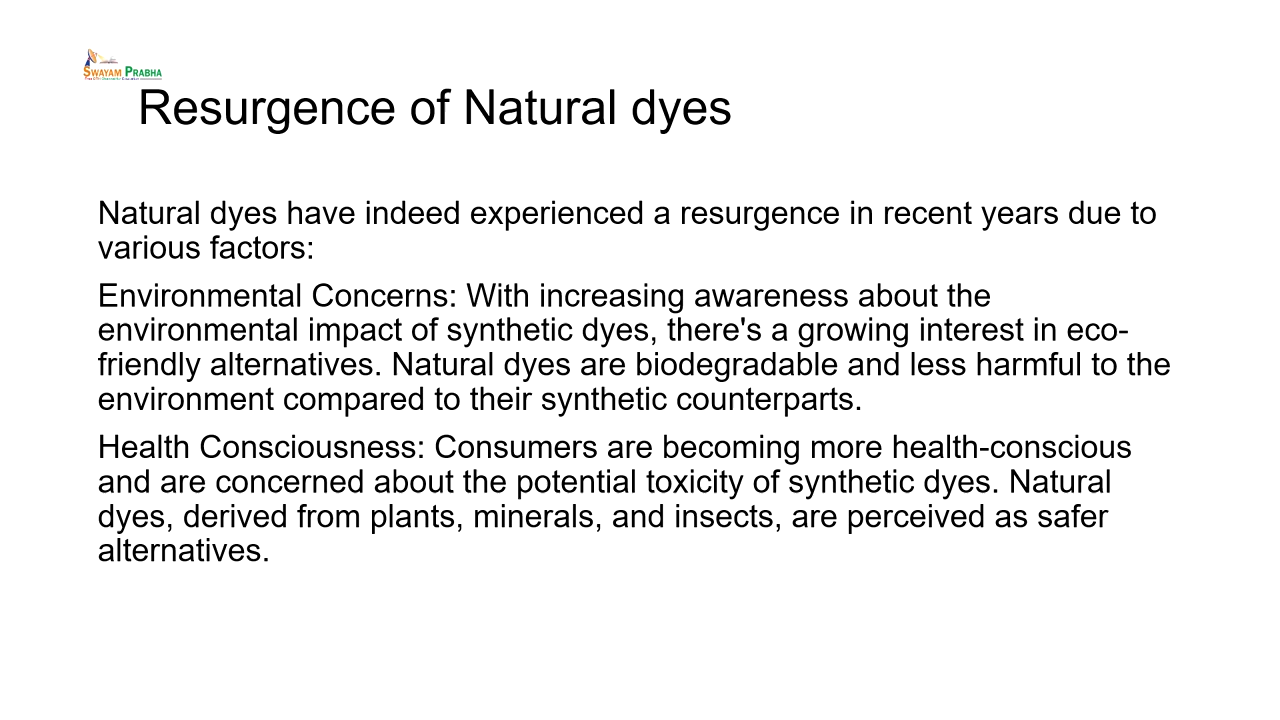 SWAYAM PRABHA
Resurgence of Natural dyes
Natural dyes have indeed experienced a resurgence in recent years due to
various factors:
Environmental Concerns: With increasing awareness about the
environmental impact of synthetic dyes, there's a growing interest in eco-
friendly alternatives. Natural dyes are biodegradable and less harmful to the
environment compared to their synthetic counterparts.
Health Consciousness: Consumers are becoming more health-conscious
and are concerned about the potential toxicity of synthetic dyes. Natural
dyes, derived from plants, minerals, and insects, are perceived as safer
alternatives.